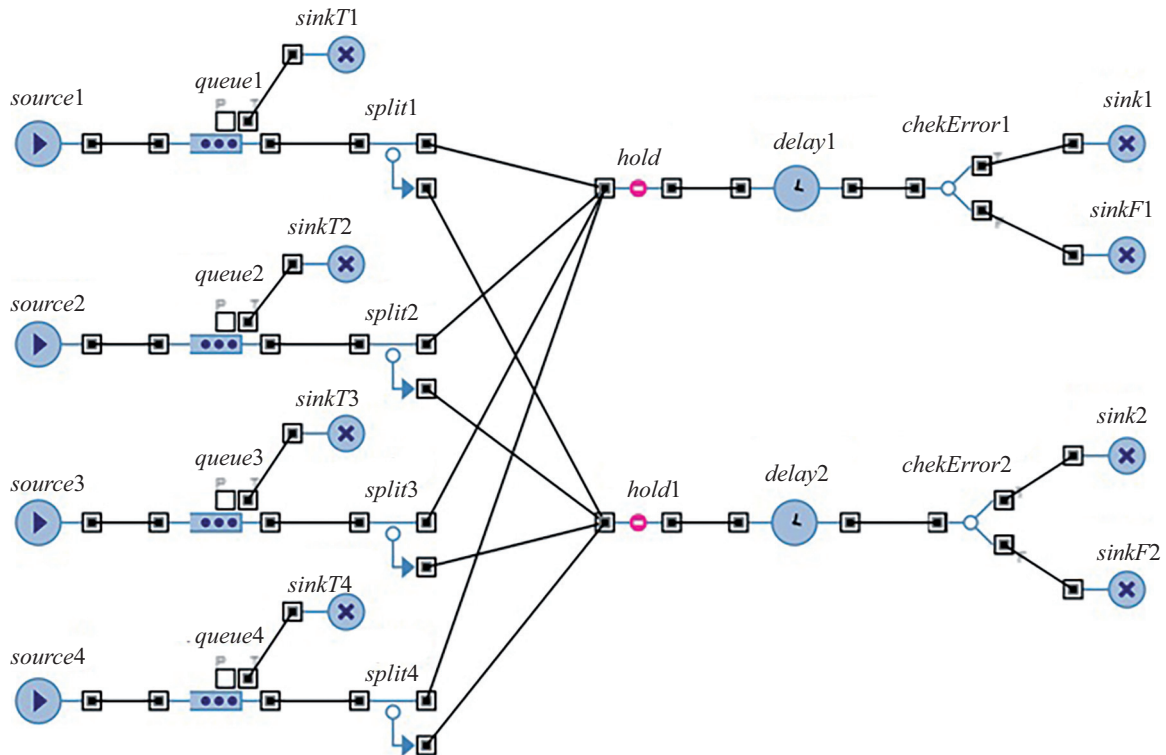 sinkT1
queue1
P T
source1
split1
sink1
chekError1
hold
delay1
T
sinkF1
F
sinkT2
queue2
P T
source2
split2
sinkT3
queue3
P T
source3
split3
sink2
chekError2
hold1
delay2
T
sinkF2
F
sinkT4
queue4
P T
source4
split4